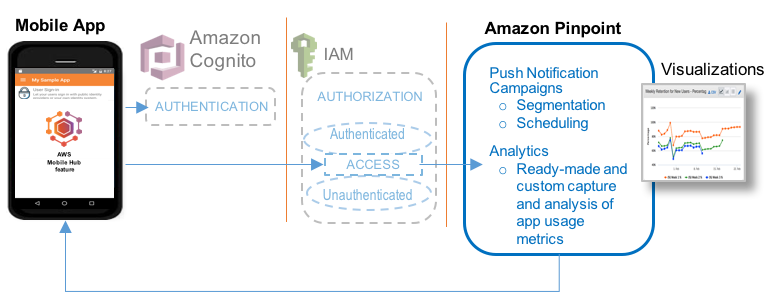 Mobile App
My Sample App
User Sign-in
AWS
Mobile Hub
feature
Amazon
Cognito
AUTHENTICATION
IAM
AUTHORIZATION
Authenticated
ACCESS
Unauthenticated
Amazon Pinpoint
Push Notification
Campaigns
o Segmentation
o Scheduling
Analytics
o Ready-made and
custom capture
and analysis of
app usage
metrics
Visualizations
Weekly Retention for New Users - Percentag